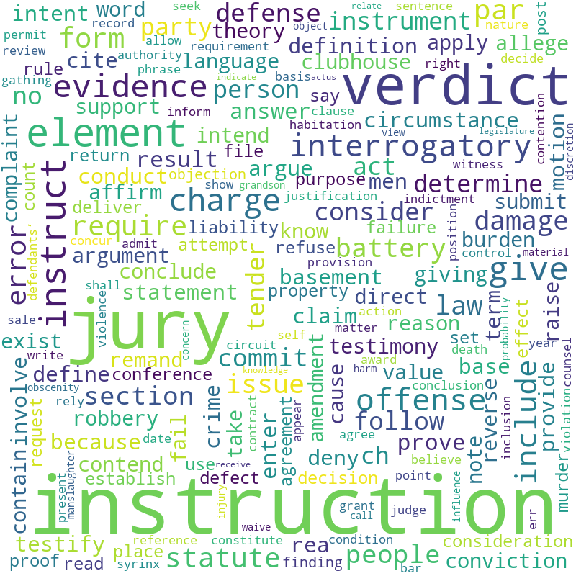 relate sentence nature post
intent word seek defense instrument par
record party theory
permit authority allow requirement object
form language definition apply allege
review phrase cite clubhouse decide
rule basis actus right
gathing evidence person say
no support answer circumstance verdict
indicate clause legislature
element inform habitation view contention discretion
complaint intend interrogatory motion
return result file argue purpose men witness
count conduct objection act determine
affirm show grandson justification indictment
instruct deliver charge consider submit damage
defendants' concur liability know failure position burden
error require attempt refuse battery control material
argument admit provision give
conclude basement giving
statement tender property direct law
exist shall violence claim reason term raise
jury circuit self action set probability effect year
sale remand commit matter death
write concern issue testimony base
define conference knowledge award value
harm conclusion counsel
obscenity section amendment cause offense include provide
rely crime contract appear agree follow reverse
involve robbery take enter agreement prove note inclusion violation
contain request because date fail deny ch murder
contend use believe
establish defect decision point influence
manslaughter present receive injury grant judge err
instruction call
waive condition
testify reference constitute consideration
place rea people conviction
proof read syrinx statute finding bar